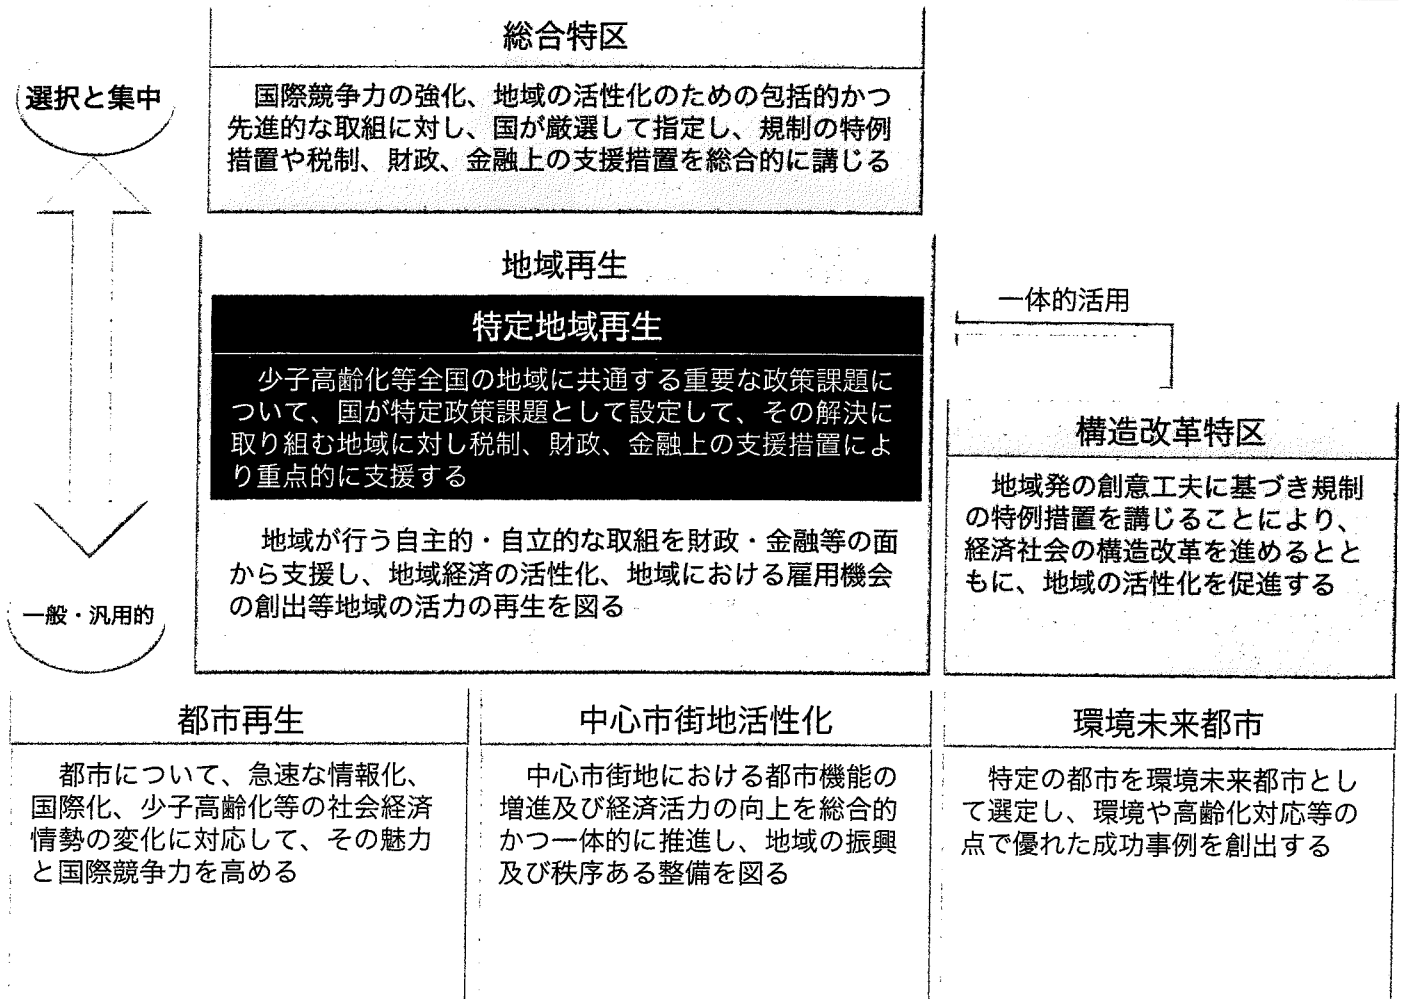 総合特区
選択と集中
国際競争力の強化、地域の活性化のための包括的かつ
先進的な取組に対し、国が厳選して指定し、規制の特例
措置や税制、財政、金融上の支援措置を総合的に講じる
地域再生
特定地域再生
少子高齢化等全国の地域に共通する重要な政策課題に
ついて、国が特定政策課題として設定して、その解決に
取り組む地域に対し税制、財政、金融上の支援措置によ
り重点的に支援する
地域が行う自主的・自立的な取組を財政・金融等の面
から支援し、地域経済の活性化、地域における雇用機会
の創出等地域の活力の再生を図る
一般・汎用的
一体的活用
構造改革特区
地域発の創意工夫に基づき規制
の特例措置を講じることにより、
経済社会の構造改革を進めるとと
もに、地域の活性化を促進する
都市再生
都市について、急速な情報化、
国際化、少子高齢化等の社会経済
情勢の変化に対応して、その魅力
と国際競争力を高める
中心市街地活性化
中心市街地における都市機能の
増進及び経済活力の向上を総合的
かつ一体的に推進し、地域の振興
及び秩序ある整備を図る
環境未来都市
特定の都市を環境未来都市とし
て選定し、環境や高齢化対応等の
点で優れた成功事例を創出する